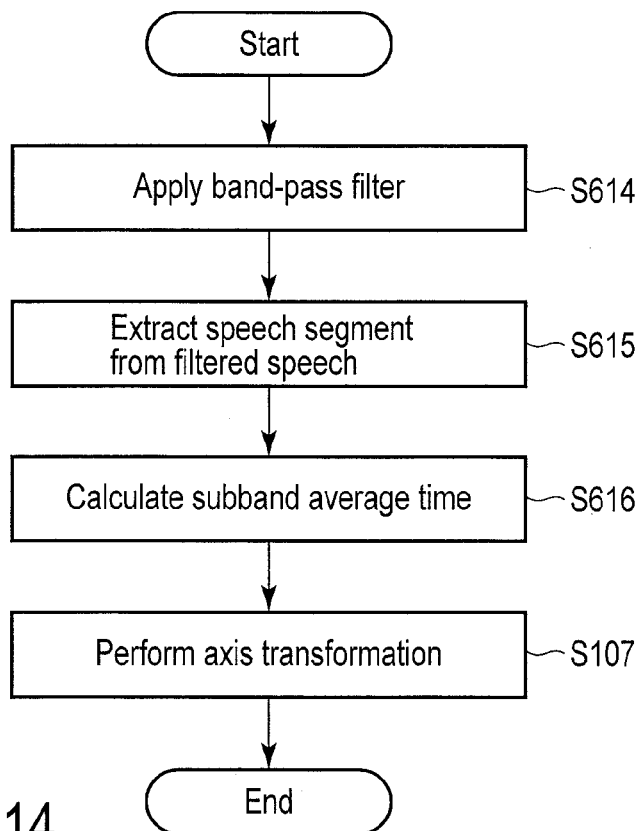 Start
Apply band-pass filter
S614
Extract speech segment
from filtered speech
S615
Calculate subband average time
S616
Perform axis transformation
S107
End
14